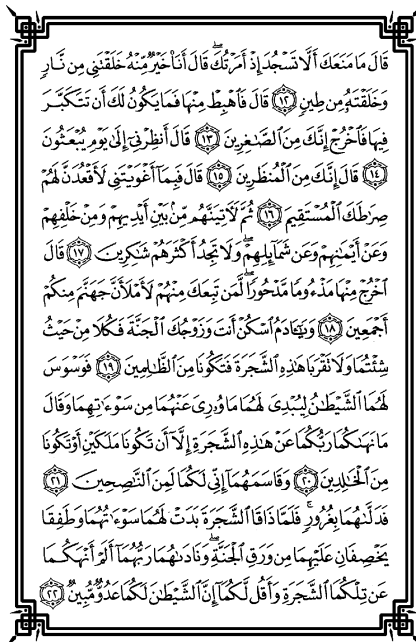 قَالَ مَا مَنَعَكَ أَلَّا تَسْجُدَ إِذْ أَمَرْتُكَ ۖ قَالَ أَنَا۠ خَيْرٌ مِّنْهُ خَلَقْتَنِى مِن نَّارٍ
وَخَلَقْتَهُۥ مِن طِينٍ ﴿١٢﴾ قَالَ فَٱهْبِطْ مِنْهَا فَمَا يَكُونُ لَكَ أَن تَتَكَبَّرَ
فِيهَا فَٱخْرُجْ إِنَّكَ مِنَ ٱلصَّٰغِرِينَ ﴿١٣﴾ قَالَ أَنظِرْنِىٓ إِلَىٰ يَوْمِ يُبْعَثُونَ
﴿١٤﴾ قَالَ إِنَّكَ مِنَ ٱلْمُنظَرِينَ ﴿١٥﴾ قَالَ فَبِمَآ أَغْوَيْتَنِى لَأَقْعُدَنَّ لَهُمْ
صِرَٰطَكَ ٱلْمُسْتَقِيمَ ﴿١٦﴾ ثُمَّ لَءَاتِيَنَّهُم مِّنۢ بَيْنِ أَيْدِيهِمْ وَمِنْ خَلْفِهِمْ
وَعَنْ أَيْمَٰنِهِمْ وَعَن شَمَآئِلِهِمْ ۖ وَلَا تَجِدُ أَكْثَرَهُمْ شَٰكِرِينَ ﴿١٧﴾ قَالَ
ٱخْرُجْ مِنْهَا مَذْءُومًا مَّدْحُورًا ۖ لَّمَن تَبِعَكَ مِنْهُمْ لَأَمْلَأَنَّ جَهَنَّمَ مِنكُمْ
أَجْمَعِينَ ﴿١٨﴾ وَيَٰٓـَٔادَمُ ٱسْكُنْ أَنتَ وَزَوْجُكَ ٱلْجَنَّةَ فَكُلَا مِنْ حَيْثُ
شِئْتُمَا وَلَا تَقْرَبَا هَٰذِهِ ٱلشَّجَرَةَ فَتَكُونَا مِنَ ٱلظَّٰلِمِينَ ﴿١٩﴾ فَوَسْوَسَ
لَهُمَا ٱلشَّيْطَٰنُ لِيُبْدِىَ لَهُمَا مَا وُۥرِىَ عَنْهُمَا مِن سَوْءَٰتِهِمَا وَقَالَ
مَا نَهَىٰكُمَا رَبُّكُمَا عَنْ هَٰذِهِ ٱلشَّجَرَةِ إِلَّآ أَن تَكُونَا مَلَكَيْنِ أَوْ تَكُونَا
مِنَ ٱلْخَٰلِدِينَ ﴿٢٠﴾ وَقَاسَمَهُمَآ إِنِّى لَكُمَا لَمِنَ ٱلنَّٰصِحِينَ ﴿٢١﴾
فَدَلَّىٰهُمَا بِغُرُورٍ ۚ فَلَمَّا ذَاقَا ٱلشَّجَرَةَ بَدَتْ لَهُمَا سَوْءَٰتُهُمَا وَطَفِقَا
يَخْصِفَانِ عَلَيْهِمَا مِن وَرَقِ ٱلْجَنَّةِ ۖ وَنَادَىٰهُمَا رَبُّهُمَآ أَلَمْ أَنْهَكُمَا
عَن تِلْكُمَا ٱلشَّجَرَةِ وَأَقُل لَّكُمَآ إِنَّ ٱلشَّيْطَٰنَ لَكُمَا عَدُوٌّ مُّبِينٌ ﴿٢٢﴾